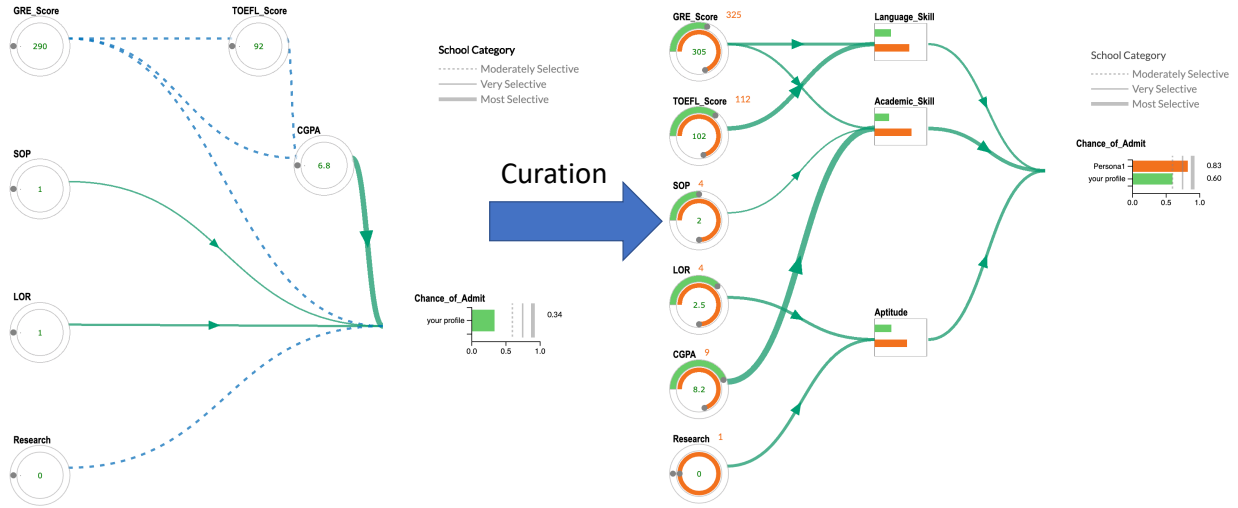 GRE_Score
290
TOEFL_Score
92
School Category
Moderately Selective
Very Selective
Most Selective
CGPA
6.8
SOP
1
LOR
1
Chance_of_Admit
your profile
0.34
0.0 0.5 1.0
Research
0
Curation
GRE_Score 325
305
TOEFL_Score 112
102
SOP 4
2
LOR 4
2.5
CGPA 9
8.2
Research 1
0
Language_Skill
Academic_Skill
Aptitude
School Category
Moderately Selective
Very Selective
Most Selective
Chance_of_Admit
Persona1 0.83
your profile 0.60
0.0 0.5 1.0